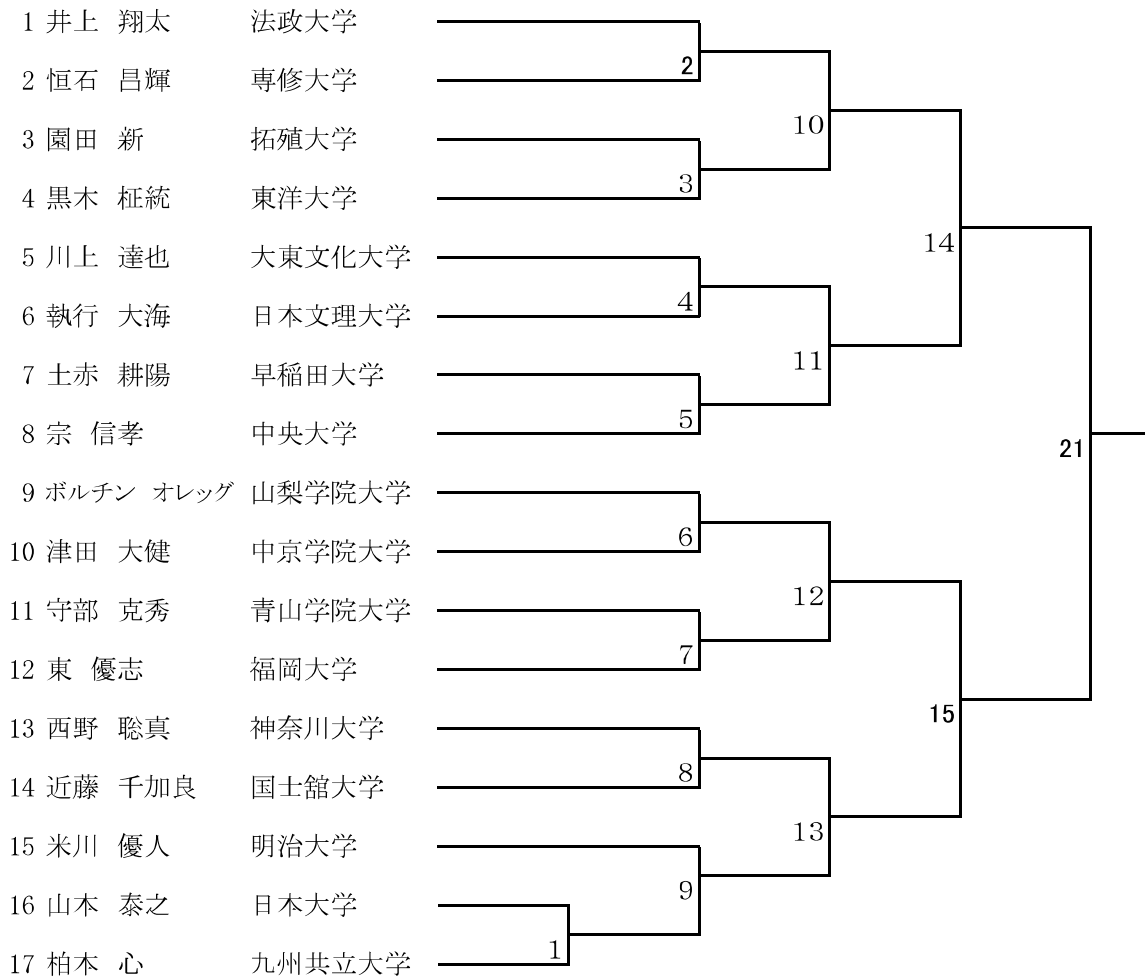 1 井上 翔太 法政大学
2
2 恒石 昌輝 専修大学
10
3 園田 新 拓殖大学
3
4 黒木 柾統 東洋大学
14
5 川上 達也 大東文化大学
4
6 執行 大海 日本文理大学
11
7 土赤 耕陽 早稲田大学
5
8 宗 信孝 中央大学
21
9 ボルチン オレッグ 山梨学院大学
6
10 津田 大健 中京学院大学
12
11 守部 克秀 青山学院大学
7
12 東 優志 福岡大学
15
13 西野 聡真 神奈川大学
8
14 近藤 千加良 国士舘大学
13
15 米川 優人 明治大学
9
16 山本 泰之 日本大学
1
17 柏木 心 九州共立大学